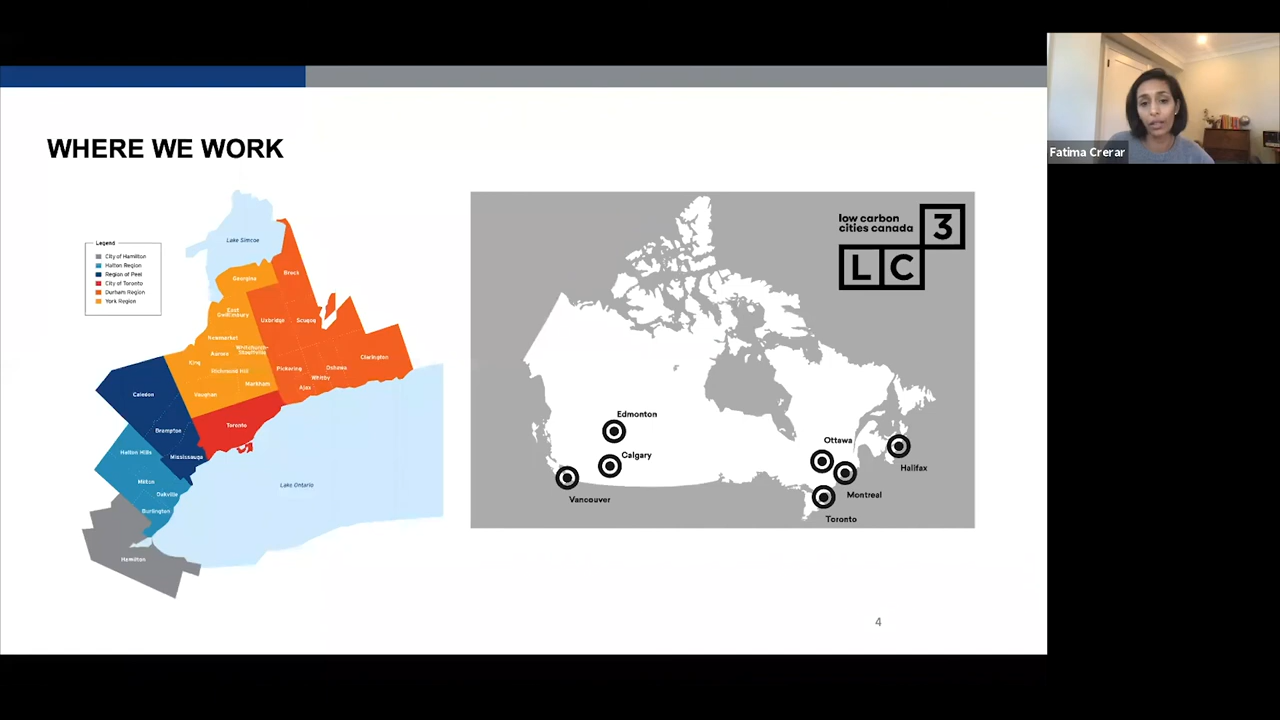 WHERE WE WORK
Lake Simcoe
Legend
City of Hamilton
Halton Region
Region of Peel
City of Toronto
Durham Region
York Region
Georgina
Brock
East
Gwillimbury
Uxbridge
Scugog
Newmarket
Whitchurch-
Stouffville
Aurora
King
Richmond Hill
Pickering
Oshawa
Clarington
Whitby
Markham
Ajax
Caledon
Vaughan
Toronto
Brampton
Halton Hills
Mississauga
Milton
Oakville
Burlington
Lake Ontario
Hamilton
low carbon
cities canada
3
L C
Edmonton
Calgary
Vancouver
Ottawa
Halifax
Montreal
Toronto
4
Fatima Crerar